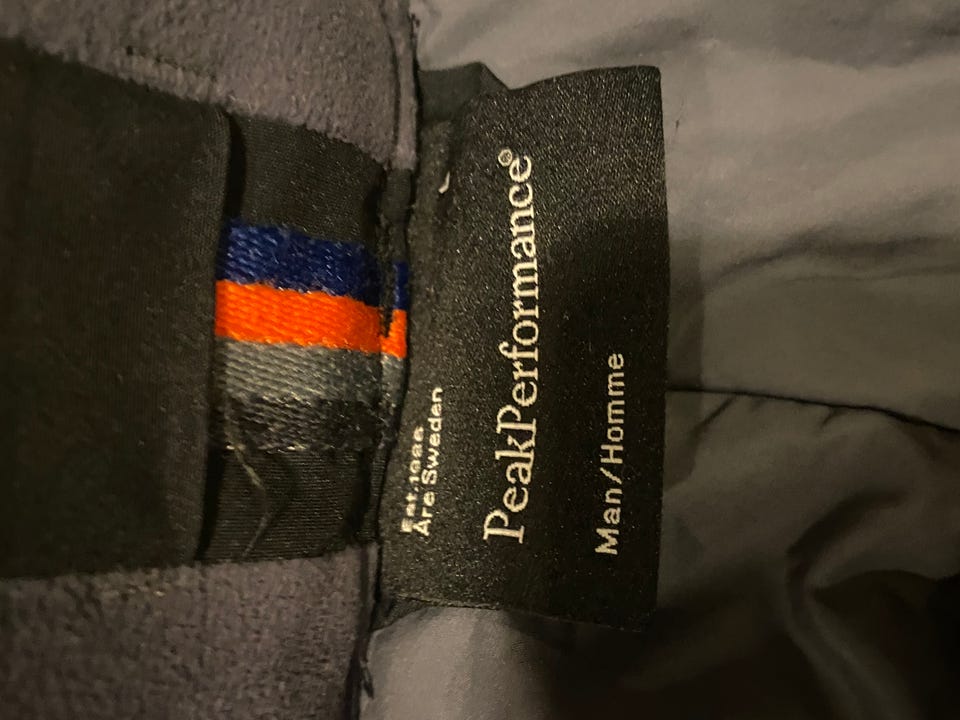 Est.1986
Åre Sweden
PeakPerformance®
Man/Homme